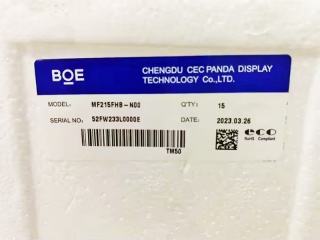 BOE
CHENGDU CEC PANDA DISPLAY
TECHNOLOGY Co.,LTD.
MODEL: MF215FHB-N00 Q'TY: 15
SERIAL NO: 52FW233L0000E DATE: 2023.03.26
TM50
eco
RoHS Compliant